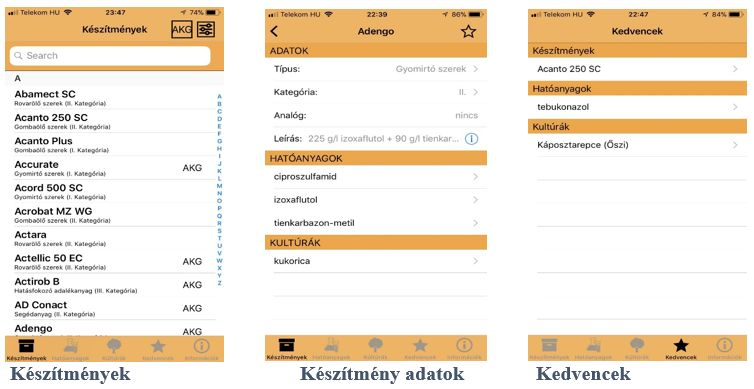 Telekom HU 23:47 74%
Készítmények AKG
Search
A
Abamect SC
Rovarölő szerek (II. Kategória)
Acanto 250 SC
Gombaölő szerek (II. Kategória)
Acanto Plus
Gombaölő szerek (I. Kategória)
Accurate AKG
Gyomirtó szerek (I. Kategória)
Acord 500 SC
Gyomirtó szerek (I. Kategória)
Acrobat MZ WG
Gombaölő szerek (II. Kategória)
Actara
Rovarölő szerek (II. Kategória)
Actellic 50 EC AKG
Rovarölő szerek (I. Kategória)
Actirob B AKG
Hatásfokozó adalékanyag (III. Kategória)
AD Conact AKG
Segédanyag (II. Kategória)
Adengo AKG
A
B
C
D
E
F
G
H
I
J
K
L
M
N
O
P
Q
R
S
T
U
V
W
X
Y
Z
Készítmények Hatóanyagok Kultúrák Kedvencek Információk
Készítmények
Telekom HU 22:39 86%
Adengo
ADATOK
Típus: Gyomirtó szerek
Kategória: II.
Analóg: nincs
Leírás: 225 g/l izoxaflutol + 90 g/l tienkar...
HATÓANYAGOK
ciproszulfamid
izoxaflutol
tienkarbazon-metil
KULTÚRÁK
kukorica
Készítmények Hatóanyagok Kultúrák Kedvencek Információk
Készítmény adatok
Telekom HU 22:47 84%
Kedvencek
Készítmények
Acanto 250 SC
Hatóanyagok
tebukonazol
Kultúrák
Káposztarepce (Őszi)
Készítmények Hatóanyagok Kultúrák Kedvencek Információk
Kedvencek